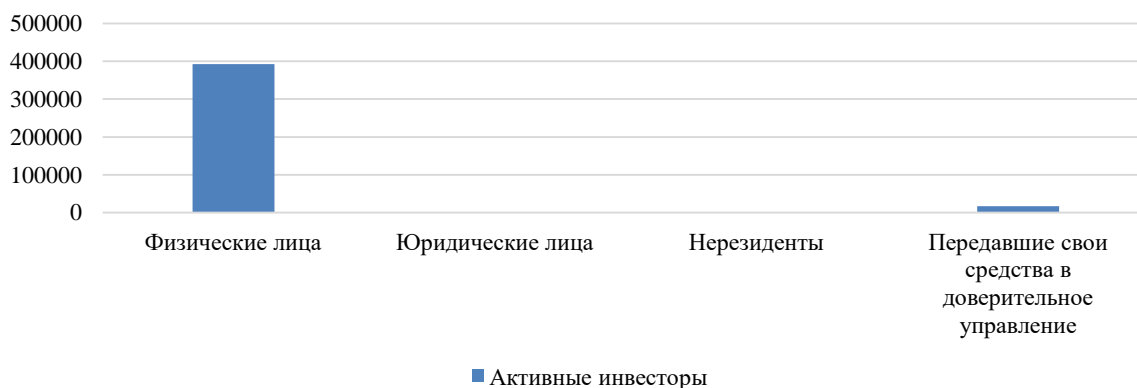 500000
400000
300000
200000
100000
0
Физические лица
Юридические лица
Нерезиденты
Передавшие свои
средства в
доверительное
управление
Активные инвесторы